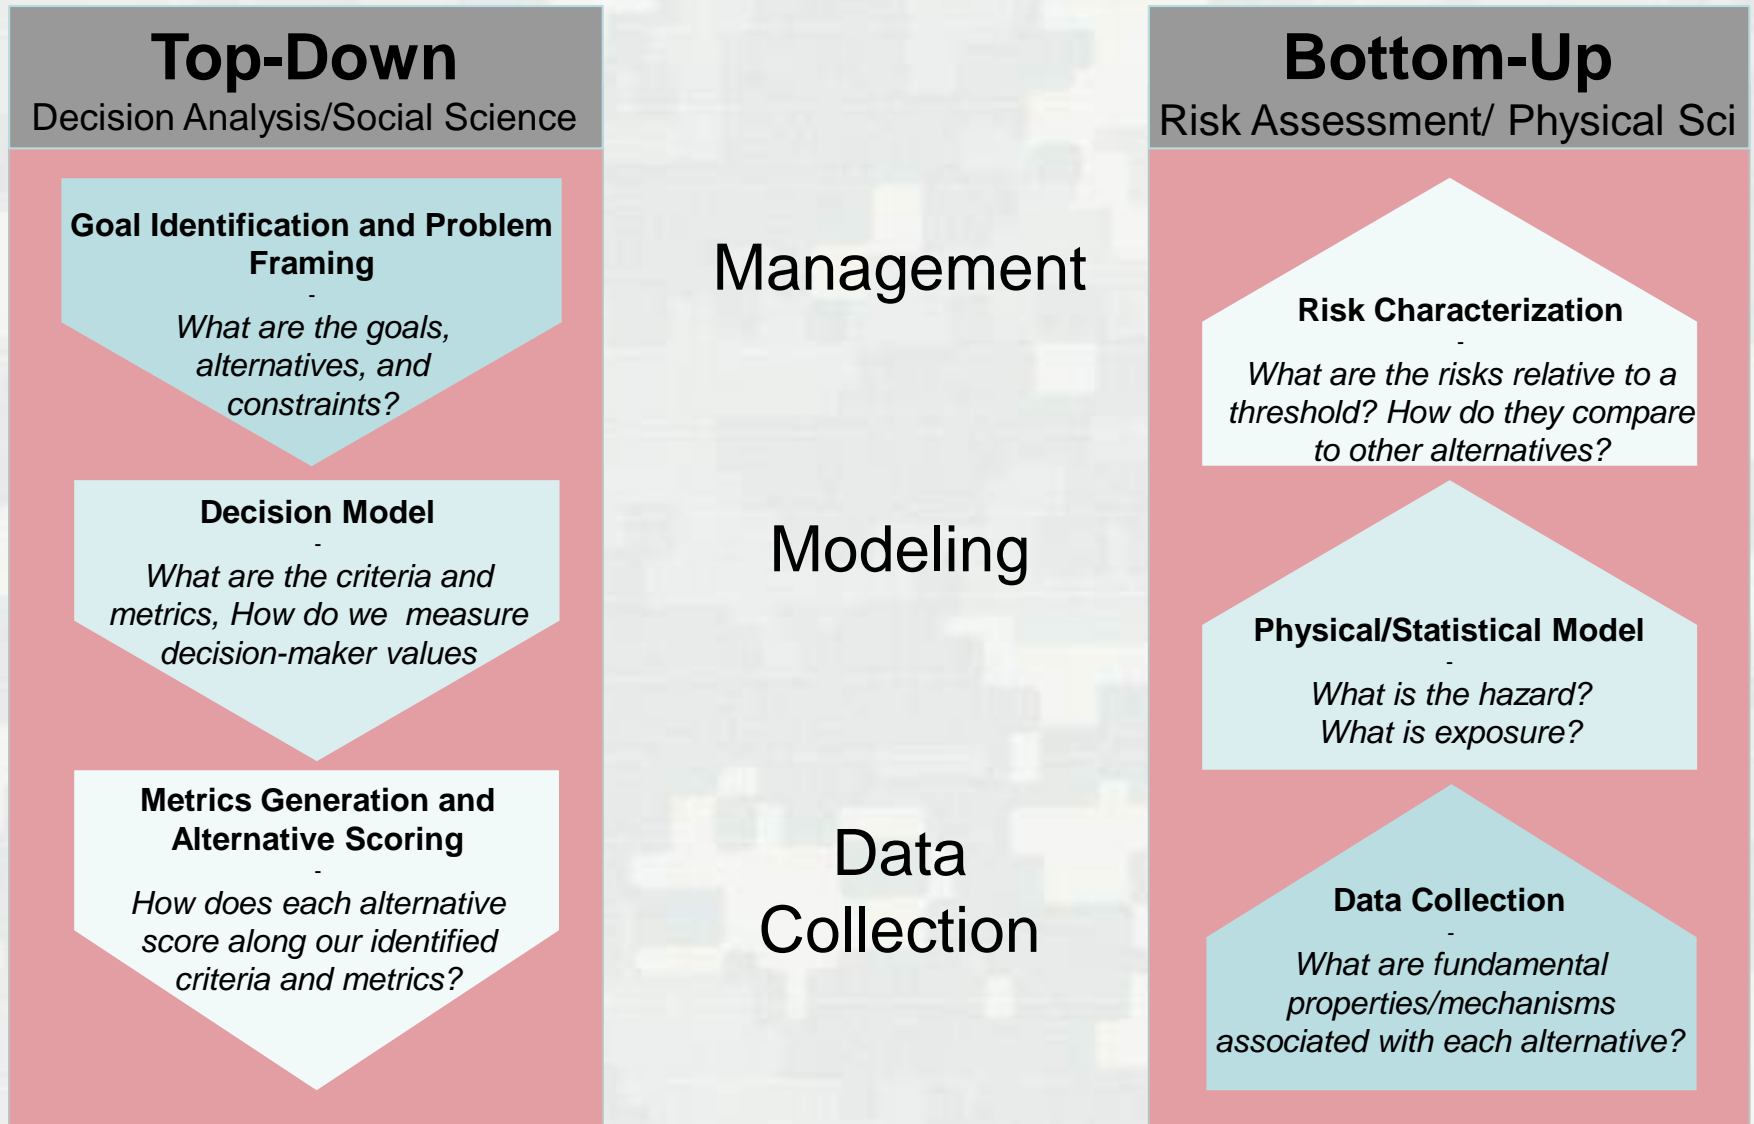 Top-Down
Decision Analysis/Social Science
Goal Identification and Problem
Framing
-
What are the goals,
alternatives, and
constraints?
Decision Model
-
What are the criteria and
metrics, How do we measure
decision-maker values
Metrics Generation and
Alternative Scoring
-
How does each alternative
score along our identified
criteria and metrics?
Management
Modeling
Data
Collection
Bottom-Up
Risk Assessment/ Physical Sci
Risk Characterization
-
What are the risks relative to a
threshold? How do they compare
to other alternatives?
Physical/Statistical Model
-
What is the hazard?
What is exposure?
Data Collection
-
What are fundamental
properties/mechanisms
associated with each alternative?